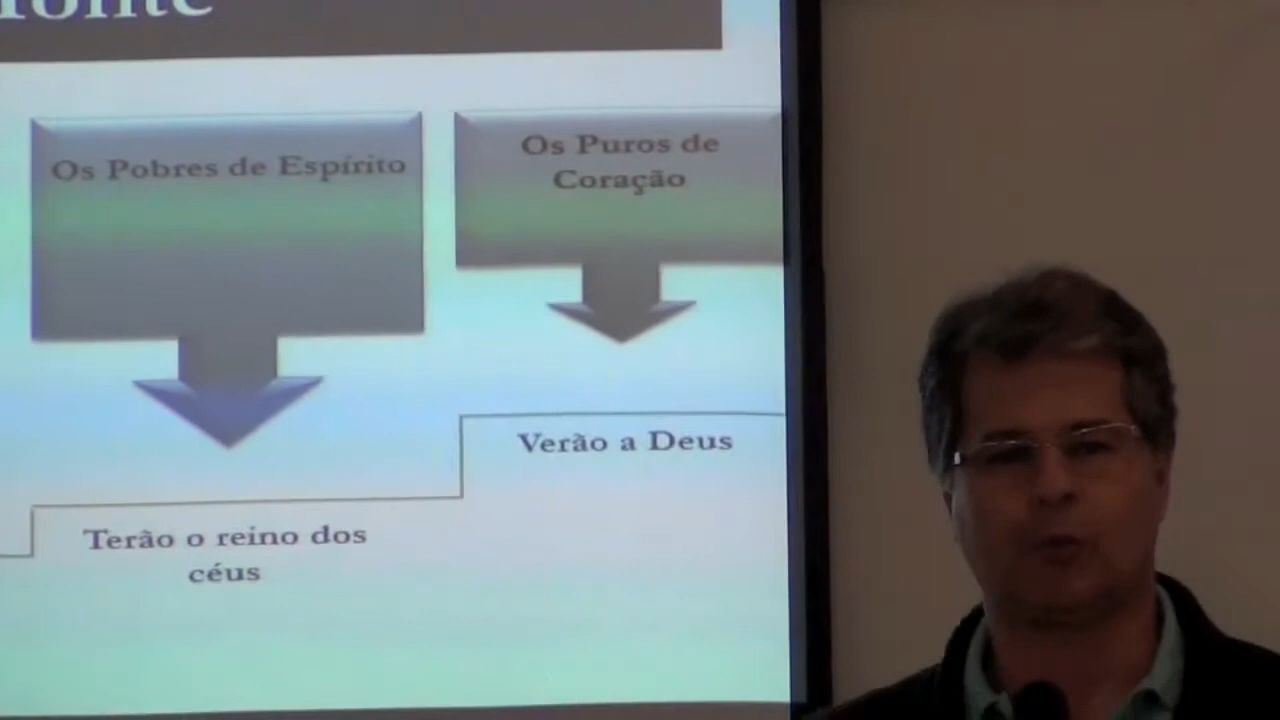 Os Pobres de Espírito
Os Puros de
Coração
Verão a Deus
Terão o reino dos
céus